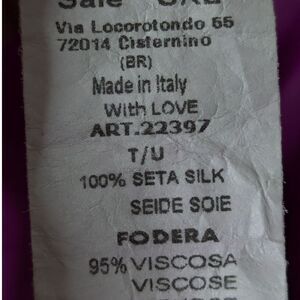 Via Locorotondo 55
72014 Cisternino
(BR)
Made in Italy
With LOVE
ART.22397
T/U
100% SETA SILK
SEIDE SOIE
FODERA
95% VISCOSA
VISCOSE